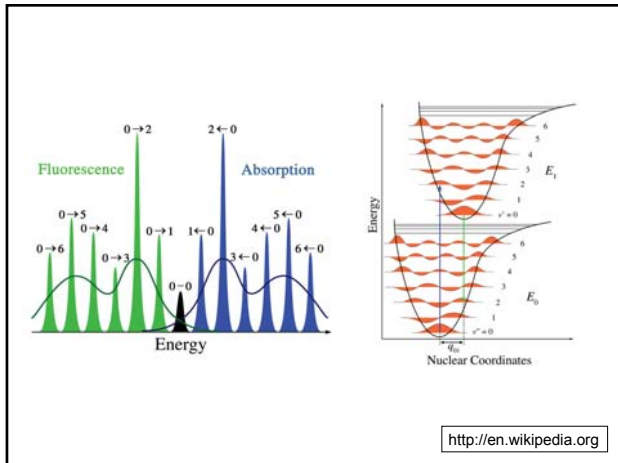 Fluorescence
Absorption
0→6
0→5
0→4
0→3
0→2
0→1
0–0
1←0
2←0
3←0
4←0
5←0
6←0
Energy
Energy
6
5
4
3
2
1
v' = 0
E₁
6
5
4
3
2
1
v'' = 0
E₀
q₀₁
Nuclear Coordinates
http://en.wikipedia.org